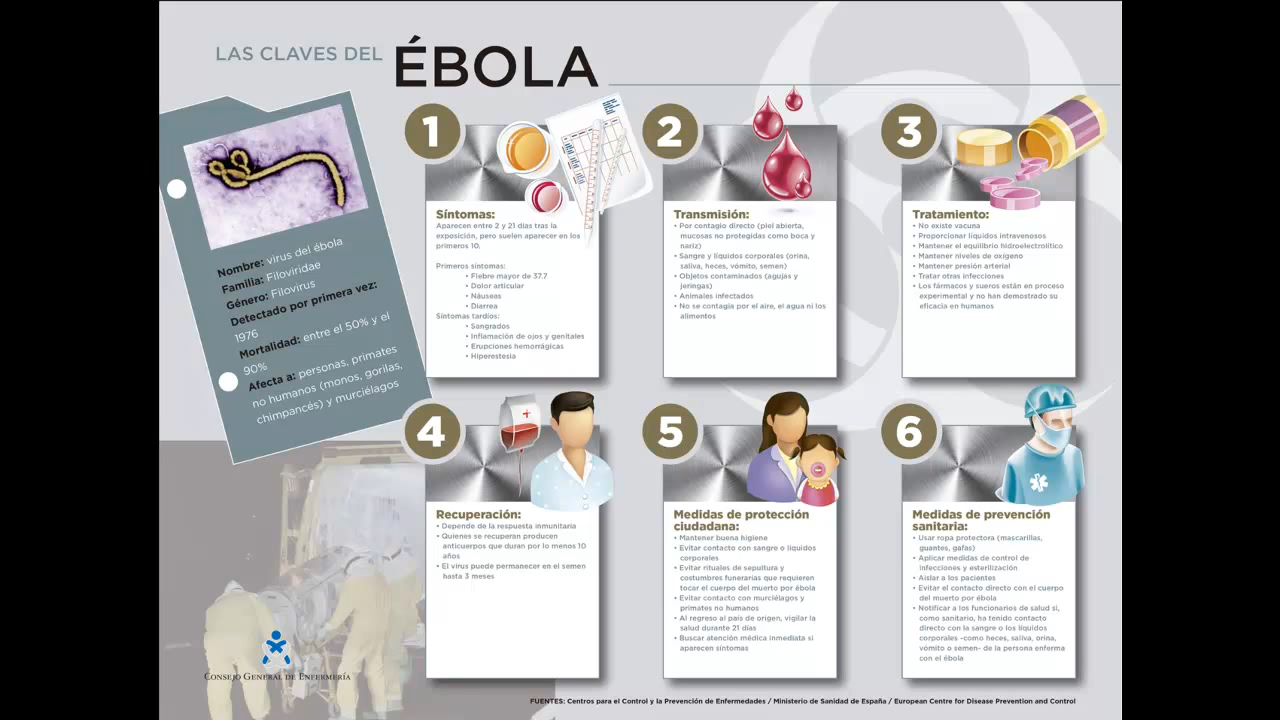 LAS CLAVES DEL ÉBOLA
Nombre: virus del ébola
Familia: Filoviridae
Género: Filovirus
Detectado por primera vez:
1976
Mortalidad: entre el 50% y el
90%
Afecta a: personas, primates
no humanos (monos, gorilas,
chimpancés) y murciélagos
1
Síntomas:
Aparecen entre 2 y 21 días tras la
exposición, pero suelen aparecer en los
primeros 10.
Primeros síntomas:
• Fiebre mayor de 37.7
• Dolor articular
• Náuseas
• Diarrea
Síntomas tardíos:
• Sangrados
• Inflamación de ojos y genitales
• Erupciones hemorrágicas
• Hiperestesia
2
Transmisión:
• Por contagio directo (piel abierta,
mucosas no protegidas como boca y
nariz)
• Sangre y líquidos corporales (orina,
saliva, heces, vómito, semen)
• Objetos contaminados (agujas y
jeringas)
• Animales infectados
• No se contagia por el aire, el agua ni los
alimentos
3
Tratamiento:
• No existe vacuna
• Proporcionar líquidos intravenosos
• Mantener el equilibrio hidroelectrolítico
• Mantener niveles de oxígeno
• Mantener presión arterial
• Tratar otras infecciones
• Los fármacos y sueros están en proceso
experimental y no han demostrado su
eficacia en humanos
4
Recuperación:
• Depende de la respuesta inmunitaria
• Quienes se recuperan producen
anticuerpos que duran por lo menos 10
años
• El virus puede permanecer en el semen
hasta 3 meses
5
Medidas de protección
ciudadana:
• Mantener buena higiene
• Evitar contacto con sangre o líquidos
corporales
• Evitar rituales de sepultura y
costumbres funerarias que requieren
tocar el cuerpo del muerto por ébola
• Evitar contacto con murciélagos y
primates no humanos
• Al regreso al país de origen, vigilar la
salud durante 21 días
• Buscar atención médica inmediata si
aparecen síntomas
6
Medidas de prevención
sanitaria:
• Usar ropa protectora (mascarillas,
guantes, gafas)
• Aplicar medidas de control de
infecciones y esterilización
• Aislar a los pacientes
• Evitar el contacto directo con el cuerpo
del muerto por ébola
• Notificar a los funcionarios de salud si,
como sanitario, ha tenido contacto
directo con la sangre o los líquidos
corporales -como heces, saliva, orina,
vómito o semen- de la persona enferma
con el ébola
CONSEJO GENERAL DE ENFERMERÍA
FUENTES: Centros para el Control y la Prevención de Enfermedades / Ministerio de Sanidad de España / European Centre for Disease Prevention and Control